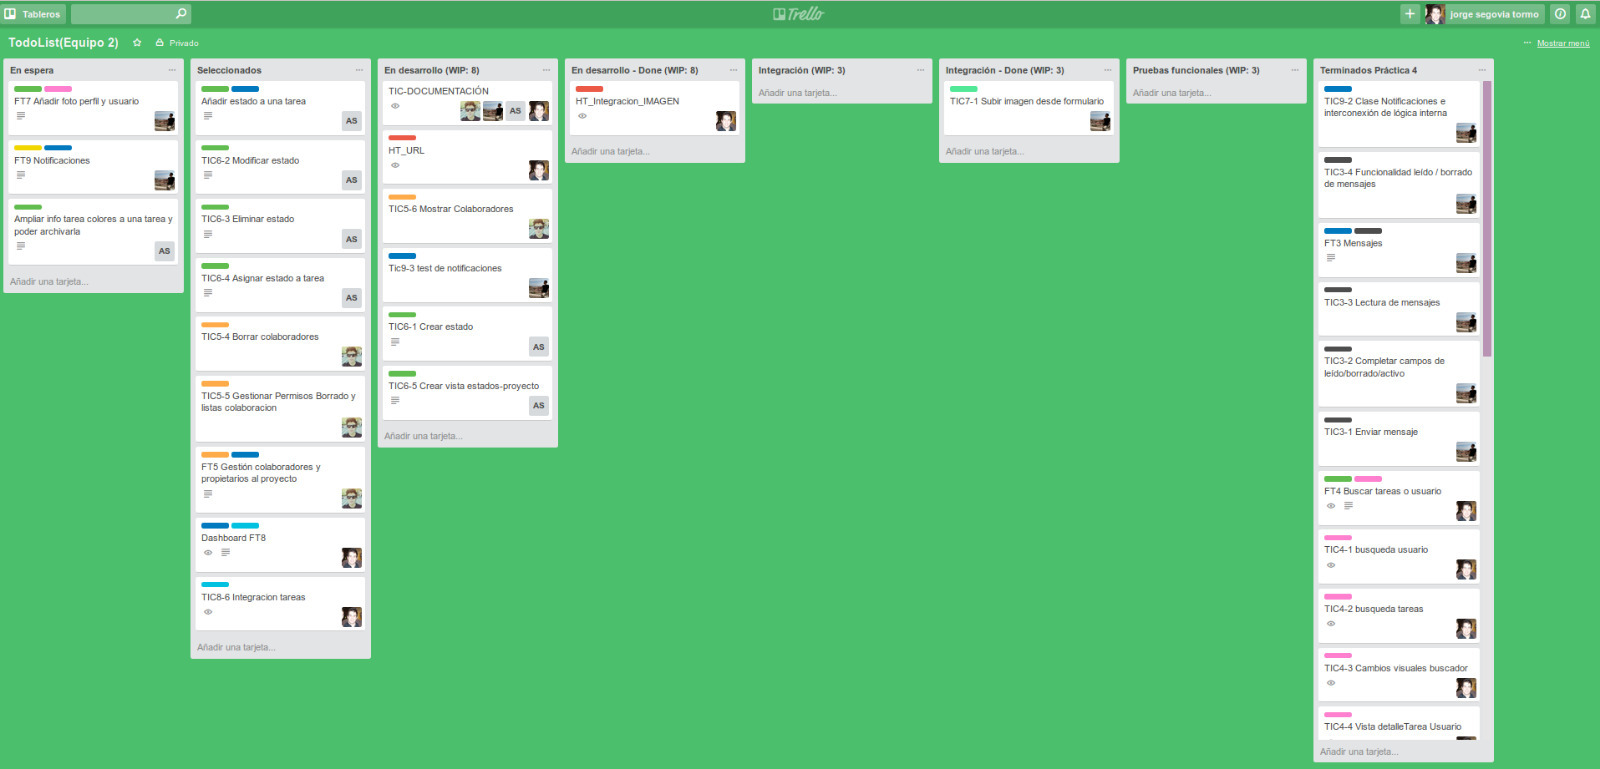 Tableros
Trello
jorge segovia tormo
TodoList(Equipo 2)
Privado
Mostrar menú
En espera
FT7 Añadir foto perfil y usuario
FT9 Notificaciones
Ampliar info tarea colores a una tarea y
poder archivarla
AS
Añadir una tarjeta...
Seleccionados
Añadir estado a una tarea
AS
TIC6-2 Modificar estado
AS
TIC6-3 Eliminar estado
AS
TIC6-4 Asignar estado a tarea
AS
TIC5-4 Borrar colaboradores
TIC5-5 Gestionar Permisos Borrado y
listas colaboracion
FT5 Gestión colaboradores y
propietarios al proyecto
Dashboard FT8
TIC8-6 Integracion tareas
Añadir una tarjeta...
En desarrollo (WIP: 8)
TIC-DOCUMENTACIÓN
AS
HT_URL
TIC5-6 Mostrar Colaboradores
Tic9-3 test de notificaciones
TIC6-1 Crear estado
AS
TIC6-5 Crear vista estados-proyecto
AS
Añadir una tarjeta...
En desarrollo - Done (WIP: 8)
HT_Integracion_IMAGEN
Añadir una tarjeta...
Integración (WIP: 3)
Añadir una tarjeta...
Integración - Done (WIP: 3)
TIC7-1 Subir imagen desde formulario
Añadir una tarjeta...
Pruebas funcionales (WIP: 3)
Añadir una tarjeta...
Terminados Práctica 4
TIC9-2 Clase Notificaciones e
interconexión de lógica interna
TIC3-4 Funcionalidad leído / borrado
de mensajes
FT3 Mensajes
TIC3-3 Lectura de mensajes
TIC3-2 Completar campos de
leído/borrado/activo
TIC3-1 Enviar mensaje
FT4 Buscar tareas o usuario
TIC4-1 busqueda usuario
TIC4-2 busqueda tareas
TIC4-3 Cambios visuales buscador
TIC4-4 Vista detalleTarea Usuario
Añadir una tarjeta...